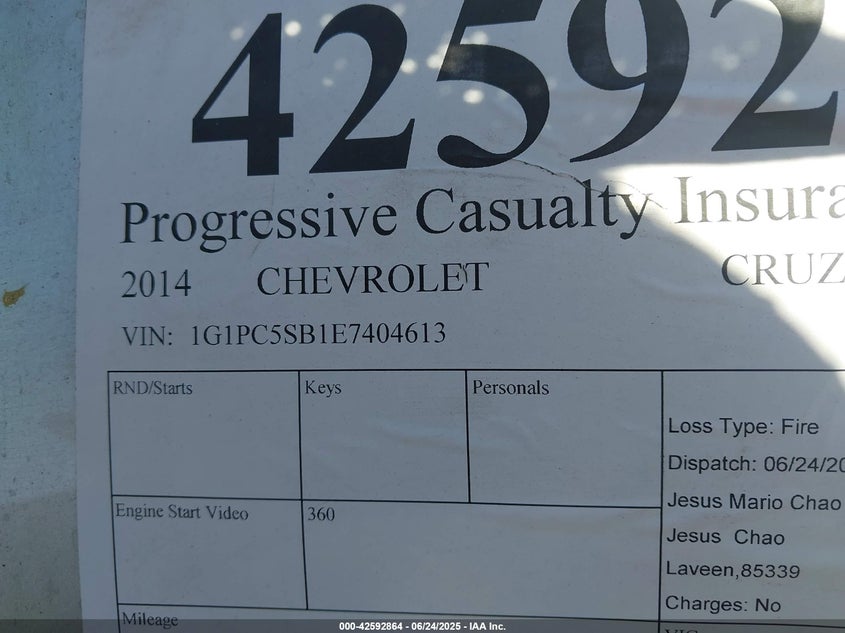 42592
Progressive Casualty Insura
2014 CHEVROLET CRUZ
VIN: 1G1PC5SB1E7404613
RND/Starts Keys Personals
Loss Type: Fire
Dispatch: 06/24/20
Jesus Mario Chao
Jesus Chao
Laveen,85339
Charges: No
Engine Start Video 360
Mileage
000-42592864 - 06/24/2025 - IAA Inc.